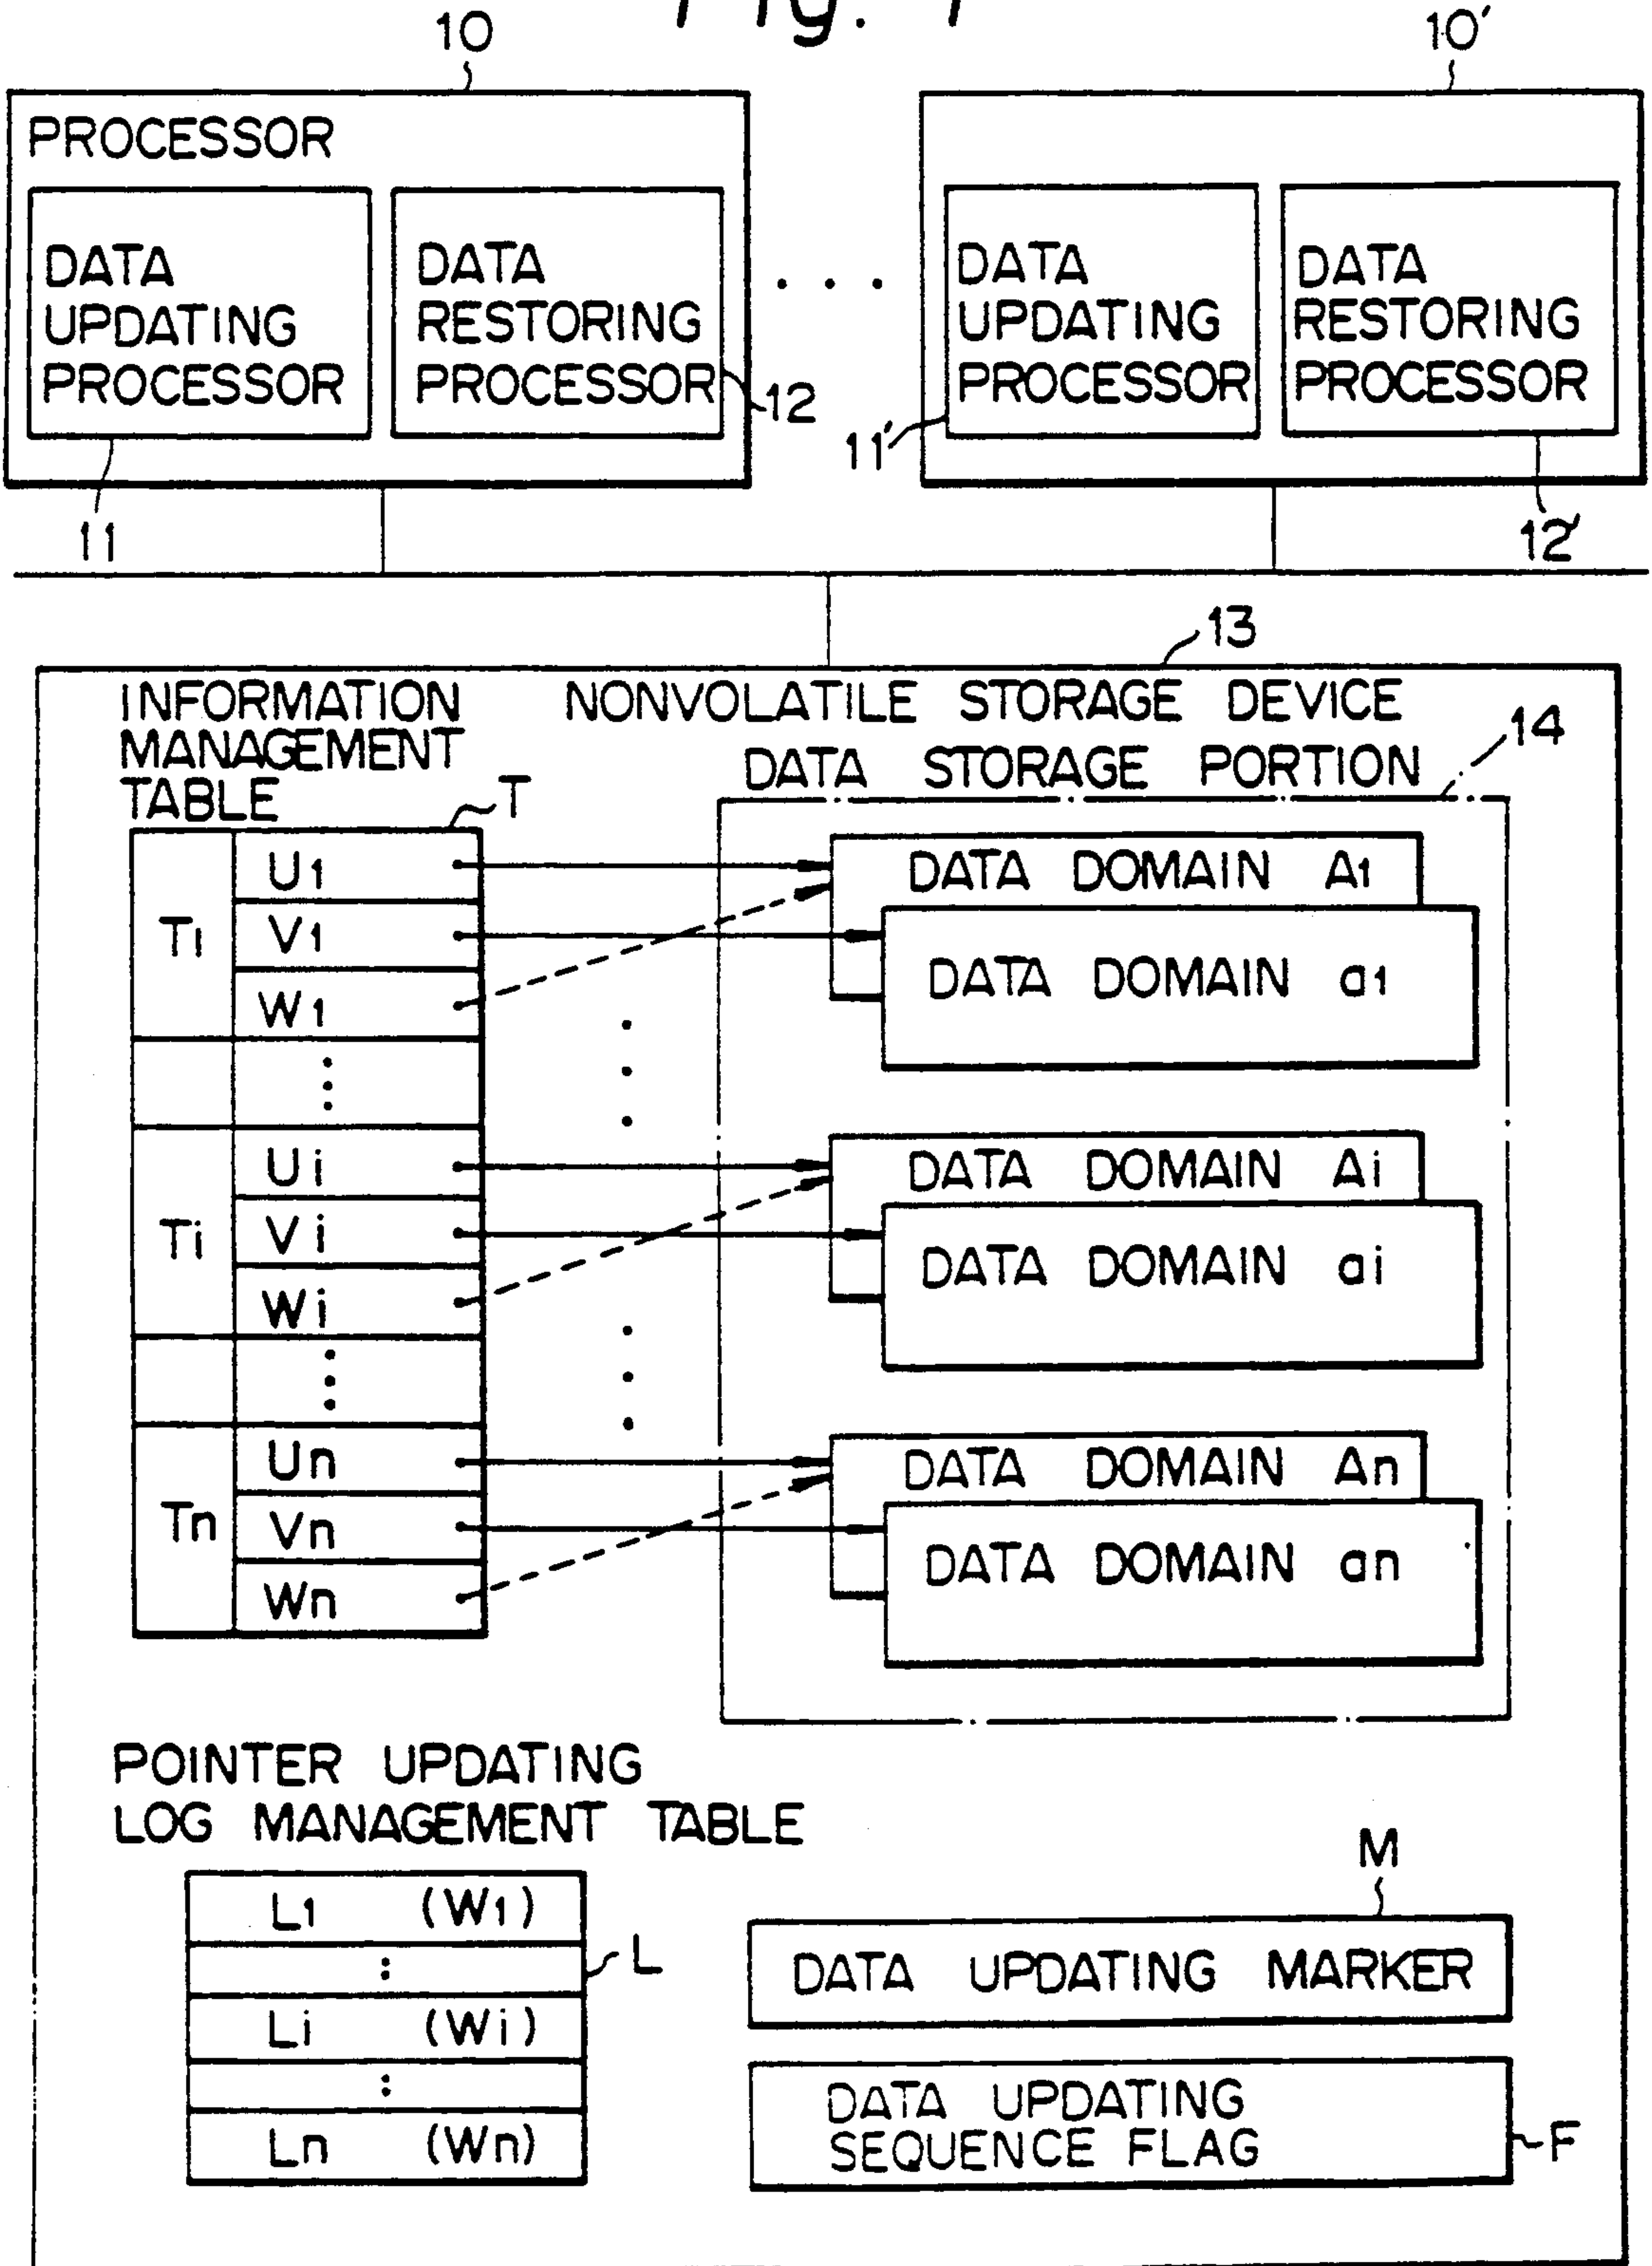 Fig. 1
10
10'
PROCESSOR
DATA
UPDATING
PROCESSOR
DATA
RESTORING
PROCESSOR
. . .
DATA
UPDATING
PROCESSOR
DATA
RESTORING
PROCESSOR
12
11'
11
12'
13
INFORMATION
MANAGEMENT
TABLE
NONVOLATILE STORAGE DEVICE
DATA STORAGE PORTION
14
T
T1
U1
V1
W1
DATA DOMAIN A1
DATA DOMAIN a1
Ti
Ui
Vi
Wi
DATA DOMAIN Ai
DATA DOMAIN ai
Tn
Un
Vn
Wn
DATA DOMAIN An
DATA DOMAIN an
POINTER UPDATING
LOG MANAGEMENT TABLE
L1 (W1)
Li (Wi)
Ln (Wn)
L
M
DATA UPDATING MARKER
DATA UPDATING
SEQUENCE FLAG
F